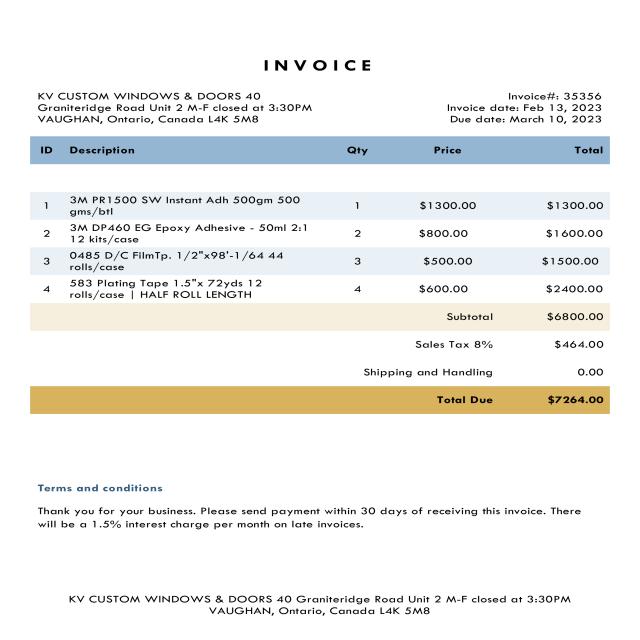 INVOICE
KV CUSTOM WINDOWS & DOORS 40
Graniteridge Road Unit 2 M-F closed at 3:30PM
VAUGHAN, Ontario, Canada L4K 5M8
Invoice#: 35356
Invoice date: Feb 13, 2023
Due date: March 10, 2023
ID Description Qty Price Total
1 3M PR1500 SW Instant Adh 500gm 500 1 $1300.00 $1300.00
gms/btl
2 3M DP460 EG Epoxy Adhesive - 50ml 2:1 2 $800.00 $1600.00
12 kits/case
3 0485 D/C FilmTp. 1/2"x98'-1/64 44 3 $500.00 $1500.00
rolls/case
4 583 Plating Tape 1.5"x 72yds 12 4 $600.00 $2400.00
rolls/case | HALF ROLL LENGTH
Subtotal $6800.00
Sales Tax 8% $464.00
Shipping and Handling 0.00
Total Due $7264.00
Terms and conditions
Thank you for your business. Please send payment within 30 days of receiving this invoice. There
will be a 1.5% interest charge per month on late invoices.
KV CUSTOM WINDOWS & DOORS 40 Graniteridge Road Unit 2 M-F closed at 3:30PM
VAUGHAN, Ontario, Canada L4K 5M8